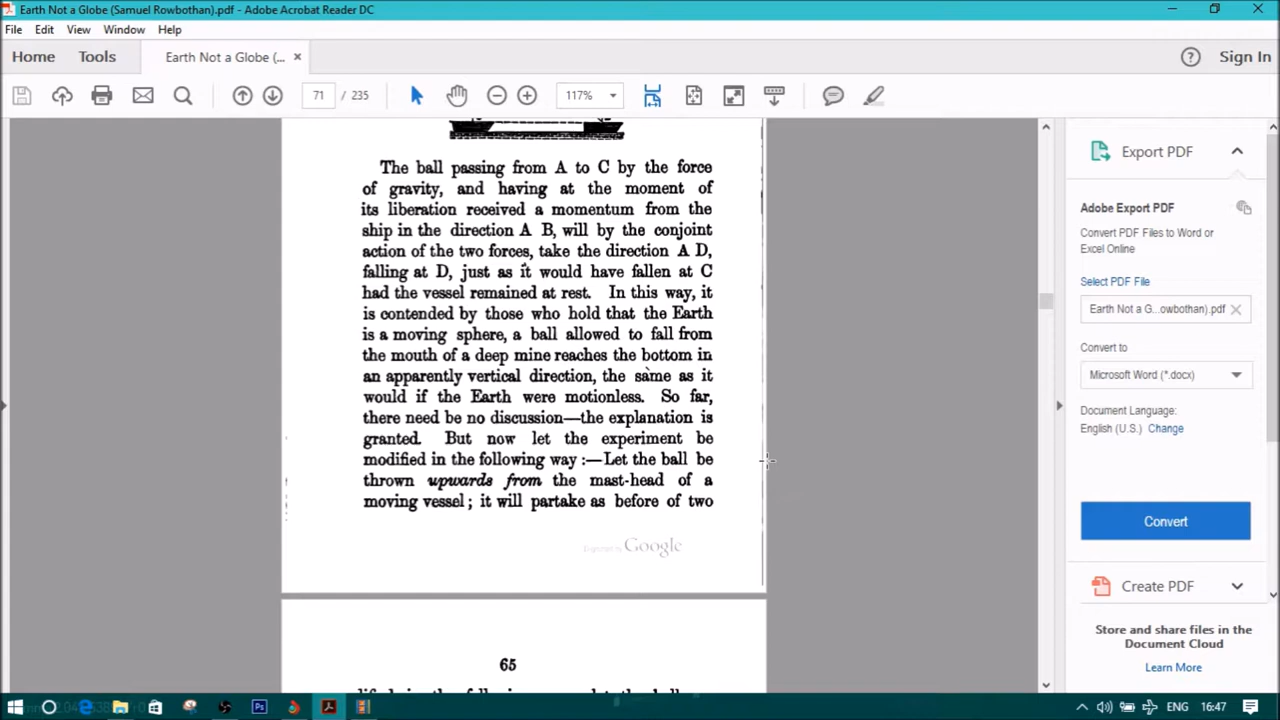 Earth Not a Globe (Samuel Rowbothan).pdf - Adobe Acrobat Reader DC
File Edit View Window Help
Home Tools Earth Not a Globe (... × Sign In
71 / 235 117%
The ball passing from A to C by the force
of gravity, and having at the moment of
its liberation received a momentum from the
ship in the direction A B, will by the conjoint
action of the two forces, take the direction A D,
falling at D, just as it would have fallen at C
had the vessel remained at rest. In this way, it
is contended by those who hold that the Earth
is a moving sphere, a ball allowed to fall from
the mouth of a deep mine reaches the bottom in
an apparently vertical direction, the same as it
would if the Earth were motionless. So far,
there need be no discussion—the explanation is
granted. But now let the experiment be
modified in the following way :—Let the ball be
thrown upwards from the mast-head of a
moving vessel; it will partake as before of two
Digitized by Google
65
Export PDF
Adobe Export PDF
Convert PDF Files to Word or
Excel Online
Select PDF File
Earth Not a G...owbothan).pdf
Convert to
Microsoft Word (*.docx)
Document Language:
English (U.S.) Change
Convert
Create PDF
Store and share files in the
Document Cloud
Learn More
ENG 16:47